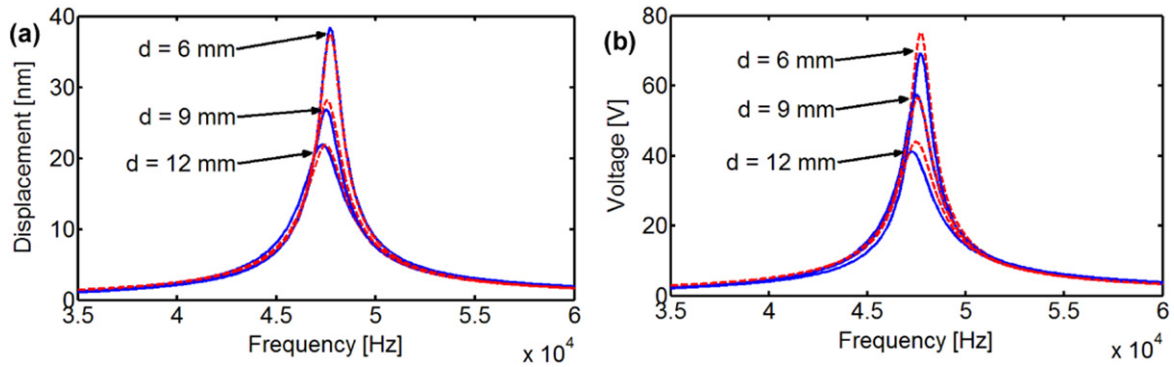 (a)
40
30
20
10
0
Displacement [nm]
d = 6 mm
d = 9 mm
d = 12 mm
3.5 4 4.5 5 5.5 6
Frequency [Hz]
x 10^4
(b)
80
60
40
20
0
Voltage [V]
d = 6 mm
d = 9 mm
d = 12 mm
3.5 4 4.5 5 5.5 6
Frequency [Hz]
x 10^4